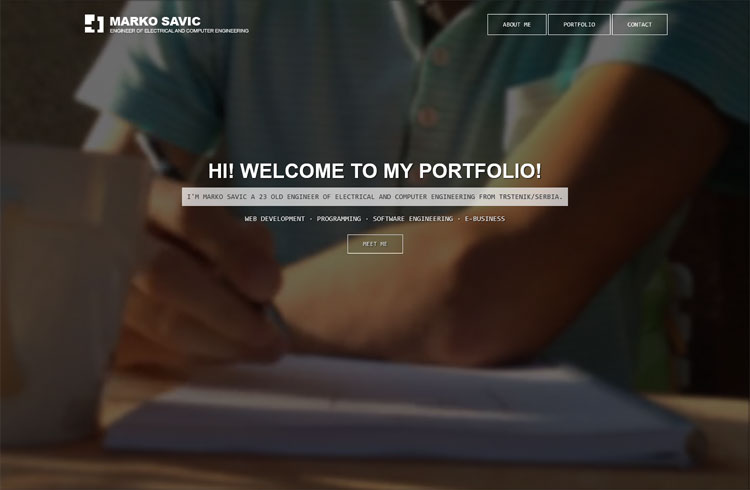 MARKO SAVIC
ENGINEER OF ELECTRICAL AND COMPUTER ENGINEERING
ABOUT ME
PORTFOLIO
CONTACT
HI! WELCOME TO MY PORTFOLIO!
I'M MARKO SAVIC A 23 OLD ENGINEER OF ELECTRICAL AND COMPUTER ENGINEERING FROM TRSTENIK/SERBIA.
WEB DEVELOPMENT · PROGRAMMING · SOFTWARE ENGINEERING · E-BUSINESS
MEET ME